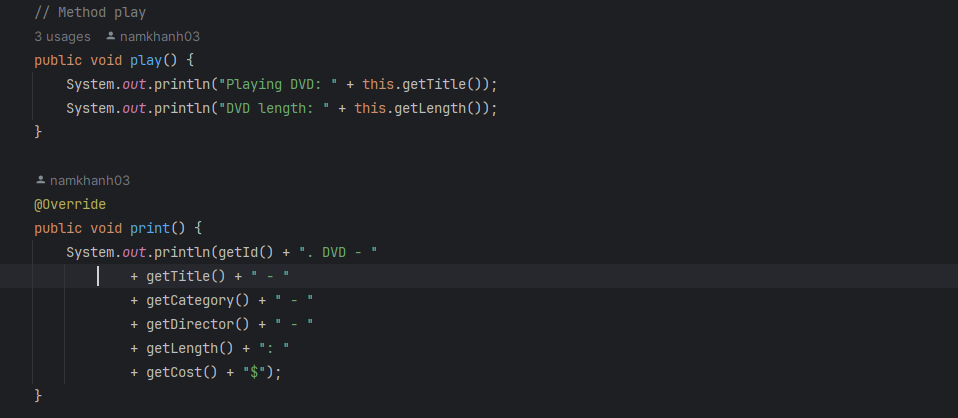 // Method play
3 usages namkhanh03
public void play() {
System.out.println("Playing DVD: " + this.getTitle());
System.out.println("DVD length: " + this.getLength());
}
namkhanh03
@Override
public void print() {
System.out.println(getId() + ". DVD - "
+ getTitle() + " - "
+ getCategory() + " - "
+ getDirector() + " - "
+ getLength() + ": "
+ getCost() + "$");
}